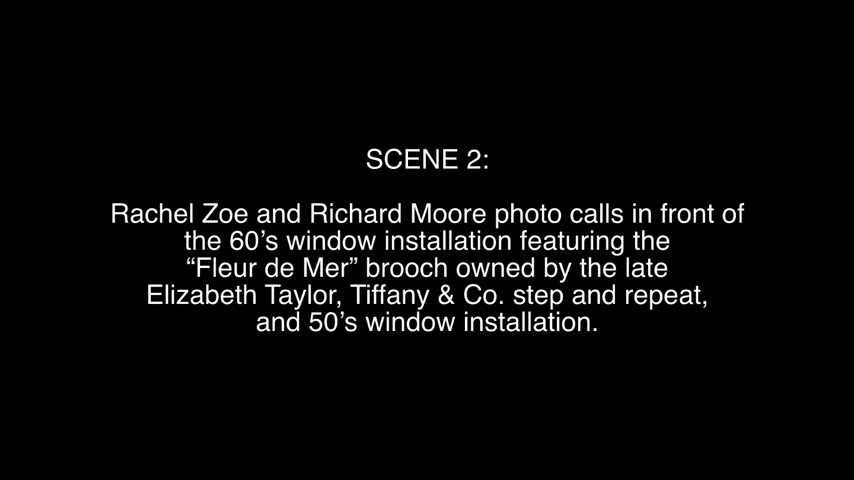 SCENE 2:
Rachel Zoe and Richard Moore photo calls in front of
the 60’s window installation featuring the
“Fleur de Mer” brooch owned by the late
Elizabeth Taylor, Tiffany & Co. step and repeat,
and 50’s window installation.